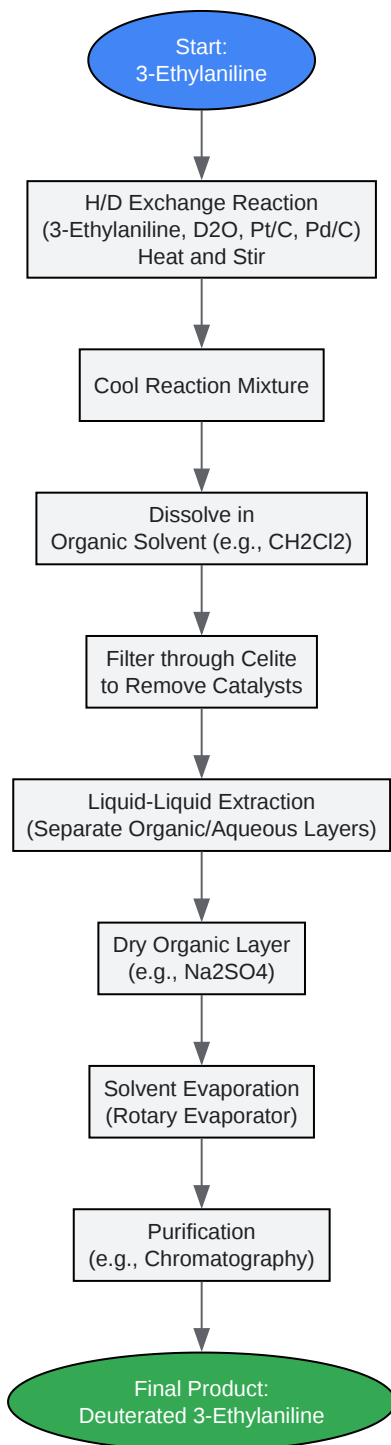 Start:
3-Ethylaniline
H/D Exchange Reaction
(3-Ethylaniline, D2O, Pt/C, Pd/C)
Heat and Stir
Cool Reaction Mixture
Dissolve in
Organic Solvent (e.g., CH2Cl2)
Filter through Celite
to Remove Catalysts
Liquid-Liquid Extraction
(Separate Organic/Aqueous Layers)
Dry Organic Layer
(e.g., Na2SO4)
Solvent Evaporation
(Rotary Evaporator)
Purification
(e.g., Chromatography)
Final Product:
Deuterated 3-Ethylaniline